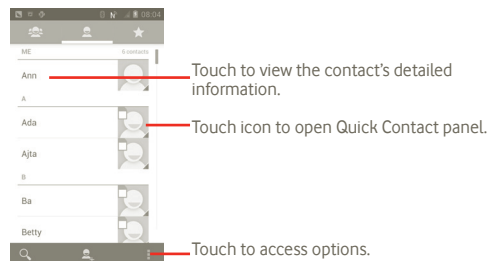 08:04
ME 6 contacts
Ann
Touch to view the contact's detailed
information.
A
Ada
Touch icon to open Quick Contact panel.
Ajta
B
Ba
Betty
Touch to access options.